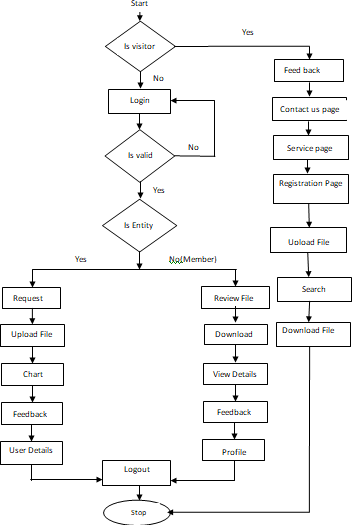 Start
Is visitor
Yes
No
Feed back
Login
Contact us page
Is valid
No
Service page
Yes
Registration Page
Is Entity
Upload File
Yes
No(Member)
Search
Request
Review File
Upload File
Download
Download File
Chart
View Details
Feedback
Feedback
User Details
Profile
Logout
Stop